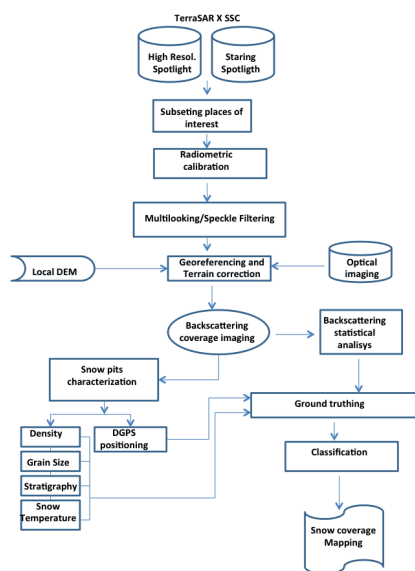 TerraSAR X SSC
High Resol.
Spotlight
Staring
Spotligth
Subseting places of
interest
Radiometric
calibration
Multilooking/Speckle Filtering
Local DEM
Georeferencing and
Terrain correction
Optical
imaging
Backscattering
coverage imaging
Backscattering
statistical
analisys
Snow pits
characterization
Ground truthing
Density
DGPS
positioning
Grain Size
Stratigraphy
Snow
Temperature
Classification
Snow coverage
Mapping